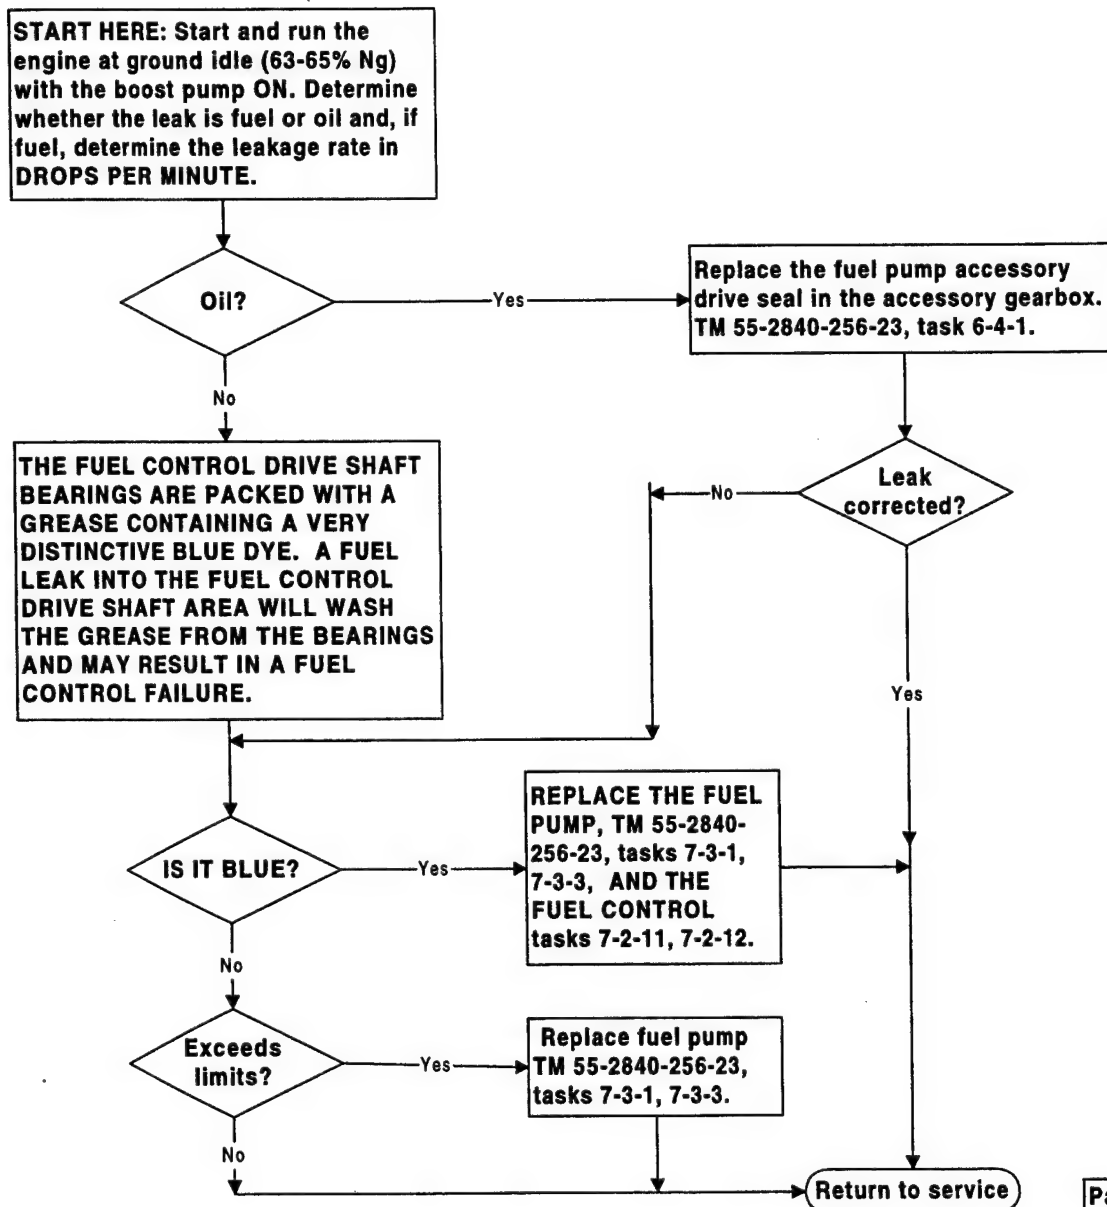 START HERE: Start and run the
engine at ground idle (63-65% Ng)
with the boost pump ON. Determine
whether the leak is fuel or oil and, if
fuel, determine the leakage rate in
DROPS PER MINUTE.
Oil?
Yes
Replace the fuel pump accessory
drive seal in the accessory gearbox.
TM 55-2840-256-23, task 6-4-1.
No
THE FUEL CONTROL DRIVE SHAFT
BEARINGS ARE PACKED WITH A
GREASE CONTAINING A VERY
DISTINCTIVE BLUE DYE. A FUEL
LEAK INTO THE FUEL CONTROL
DRIVE SHAFT AREA WILL WASH
THE GREASE FROM THE BEARINGS
AND MAY RESULT IN A FUEL
CONTROL FAILURE.
Leak
corrected?
No
Yes
IS IT BLUE?
Yes
REPLACE THE FUEL
PUMP, TM 55-2840-
256-23, tasks 7-3-1,
7-3-3, AND THE
FUEL CONTROL
tasks 7-2-11, 7-2-12.
No
Exceeds
limits?
Yes
Replace fuel pump
TM 55-2840-256-23,
tasks 7-3-1, 7-3-3.
No
Return to service